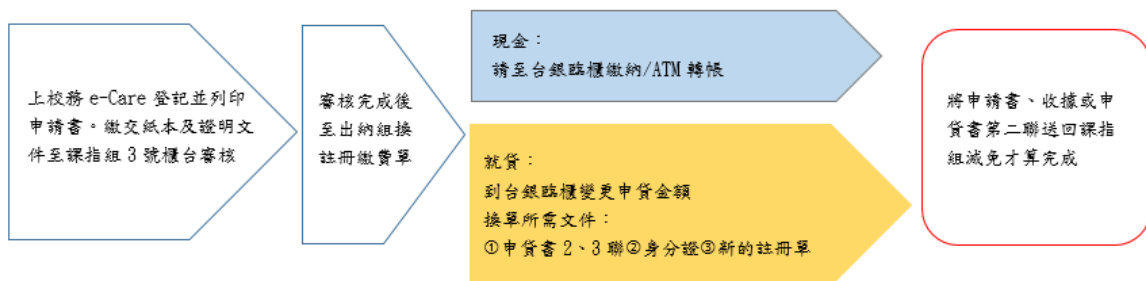 上校務 e-Care 登記並列印
申請書。繳交紙本及證明文
件至課指組 3 號櫃台審核
審核完成後
至出納組換
註冊繳費單
現金：
請至台銀臨櫃繳納/ATM 轉帳
就貸：
到台銀臨櫃變更申貸金額
換單所需文件：
①申貸書 2、3 聯②身分證③新的註冊單
將申請書、收據或申
貸書第二聯送回課指
組減免才算完成